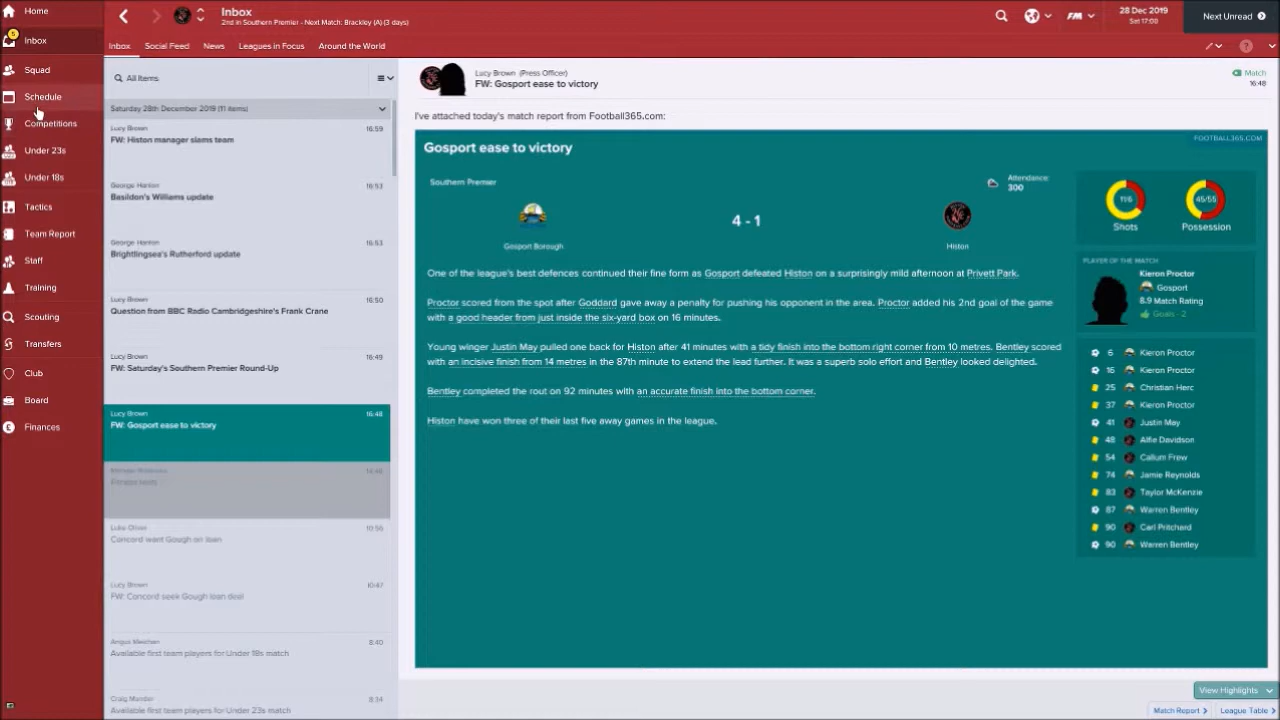 Home
Inbox
Squad
Schedule
Competitions
Under 23s
Under 18s
Tactics
Team Report
Staff
Training
Scouting
Transfers
Club
Board
Finances
Inbox
2nd in Southern Premier - Next Match: Brackley (A) (3 days)
FM
28 Dec 2019
Sat 17:00
Next Unread
Inbox Social Feed News Leagues in Focus Around the World
All Items
Saturday 28th December 2019 (11 items)
Lucy Brown 16:59
FW: Histon manager slams team
George Hanton 16:53
Basildon's Williams update
George Hanton 16:53
Brightlingsea's Rutherford update
Lucy Brown 16:50
Question from BBC Radio Cambridgeshire's Frank Crane
Lucy Brown 16:49
FW: Saturday's Southern Premier Round-Up
Lucy Brown 16:48
FW: Gosport ease to victory
Fitness tests
Luke Oliver 10:56
Concord want Gough on loan
Lucy Brown 10:47
FW: Concord seek Gough loan deal
Angus Meichan 8:40
Available first team players for Under 18s match
Craig Mander 8:34
Available first team players for Under 23s match
Lucy Brown (Press Officer)
FW: Gosport ease to victory
Match
16:48
I've attached today's match report from Football365.com:
FOOTBALL365.COM
Gosport ease to victory
Southern Premier
Attendance:
300
4 - 1
Gosport Borough
Histon
One of the league's best defences continued their fine form as Gosport defeated Histon on a surprisingly mild afternoon at Privett Park.
Proctor scored from the spot after Goddard gave away a penalty for pushing his opponent in the area. Proctor added his 2nd goal of the game
with a good header from just inside the six-yard box on 16 minutes.
Young winger Justin May pulled one back for Histon after 41 minutes with a tidy finish into the bottom right corner from 10 metres. Bentley scored
with an incisive finish from 14 metres in the 87th minute to extend the lead further. It was a superb solo effort and Bentley looked delighted.
Bentley completed the rout on 92 minutes with an accurate finish into the bottom corner.
Histon have won three of their last five away games in the league.
11/6
45/55
Shots
Possession
PLAYER OF THE MATCH
Kieron Proctor
Gosport
8.9 Match Rating
Goals - 2
6 Kieron Proctor
16 Kieron Proctor
25 Christian Herc
37 Kieron Proctor
41 Justin May
48 Alfie Davidson
54 Callum Frew
74 Jamie Reynolds
83 Taylor McKenzie
87 Warren Bentley
90 Carl Pritchard
90 Warren Bentley
View Highlights
Match Report
League Table